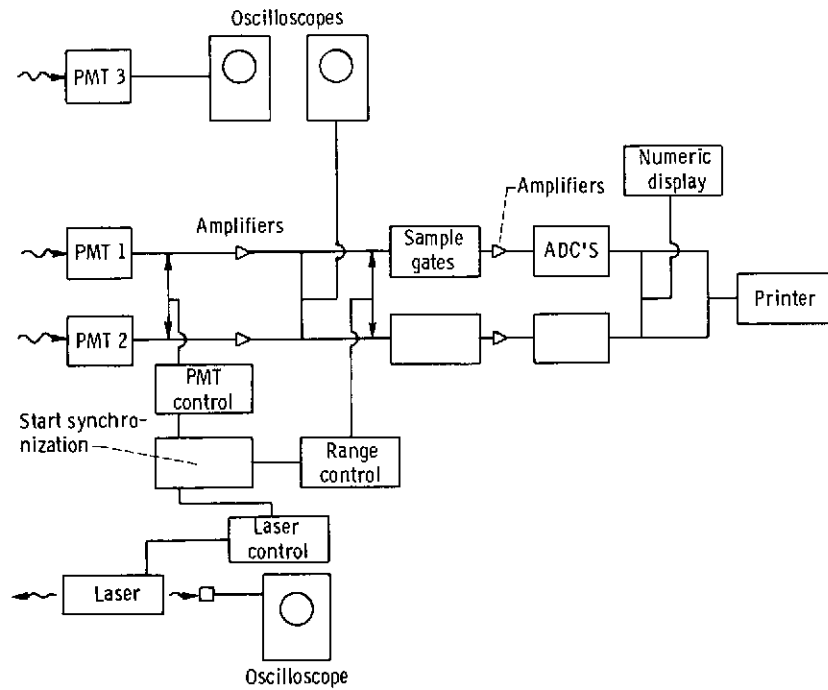 Oscilloscopes
PMT 3
Numeric
display
Amplifiers
Amplifiers
PMT 1
Sample
gates
ADC'S
Printer
PMT 2
PMT
control
Start synchro-
nization
Range
control
Laser
control
Laser
Oscilloscope